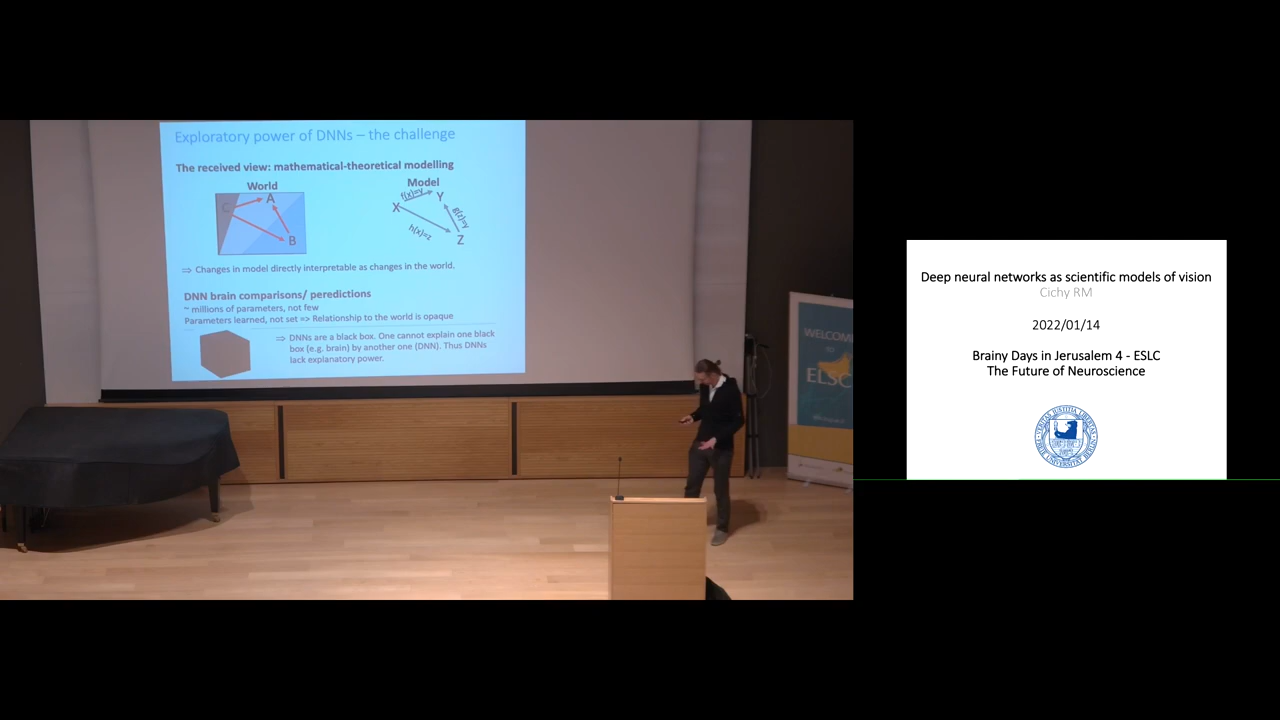 Exploratory power of DNNs – the challenge
The received view: mathematical-theoretical modelling
World
Model
C
A
B
X
f(x)=y
Y
g(z)=y
h(x)=z
Z
⇒ Changes in model directly interpretable as changes in the world.
DNN brain comparisons/ peredictions
~ millions of parameters, not few
Parameters learned, not set => Relationship to the world is opaque
⇒ DNNs are a black box. One cannot explain one black
box (e.g. brain) by another one (DNN). Thus DNNs
lack explanatory power.
WELCOME
TO
ELSC
Deep neural networks as scientific models of vision
Cichy RM
2022/01/14
Brainy Days in Jerusalem 4 - ESLC
The Future of Neuroscience